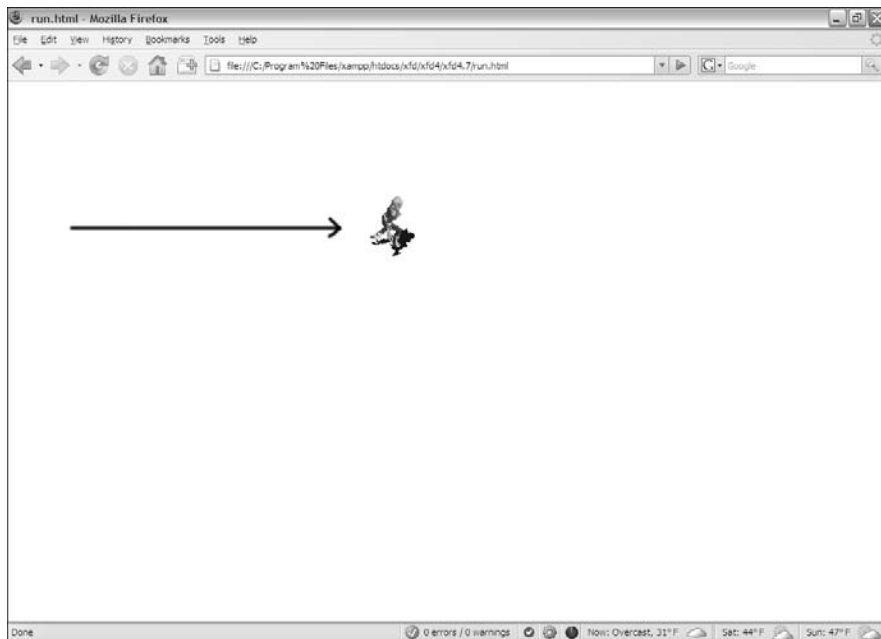 run.html - Mozilla Firefox
File Edit View History Bookmarks Tools Help
file:///C:/Program%20Files/xampp/htdocs/xfd/xfd4/xfd4.7/run.html
G Google
Done
0 errors / 0 warnings
Now: Overcast, 31° F
Sat: 44° F
Sun: 47° F